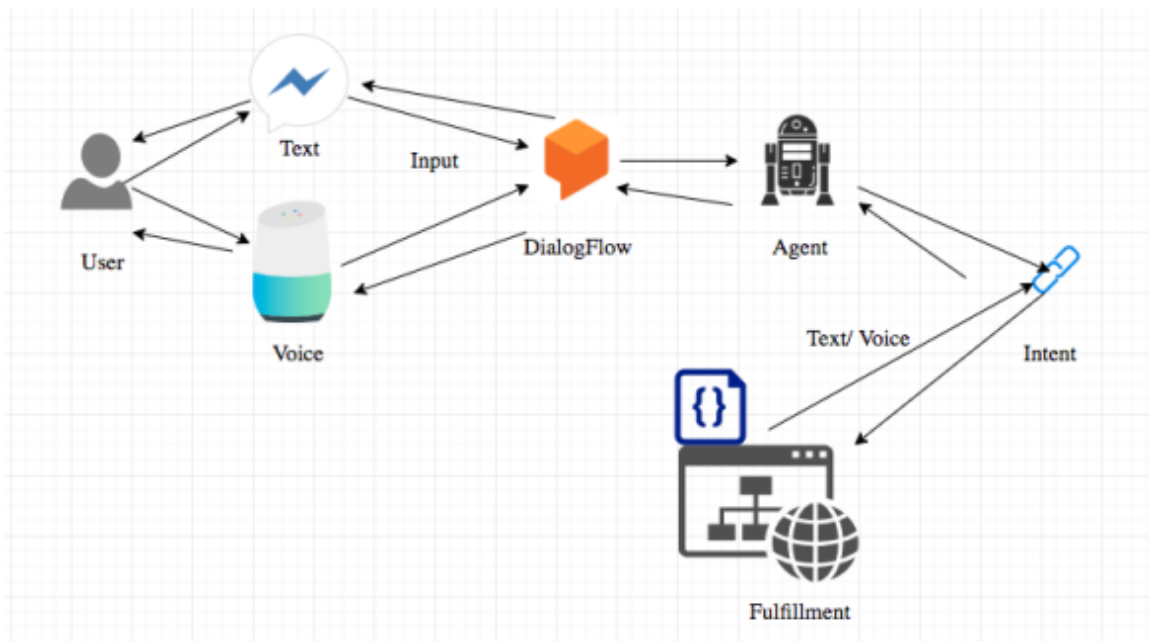 Text
Input
User
Voice
DialogFlow
Agent
Text/ Voice
Intent
{}
Fulfillment